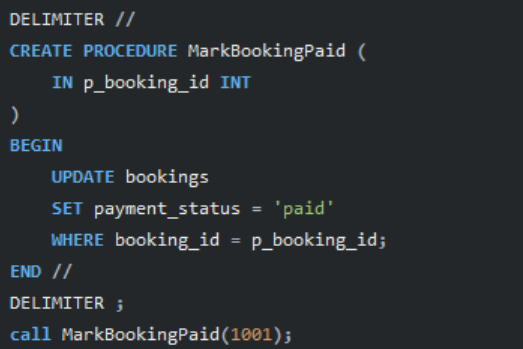 DELIMITER //
CREATE PROCEDURE MarkBookingPaid (
    IN p_booking_id INT
)
BEGIN
    UPDATE bookings
    SET payment_status = 'paid'
    WHERE booking_id = p_booking_id;
END //
DELIMITER ;
call MarkBookingPaid(1001);